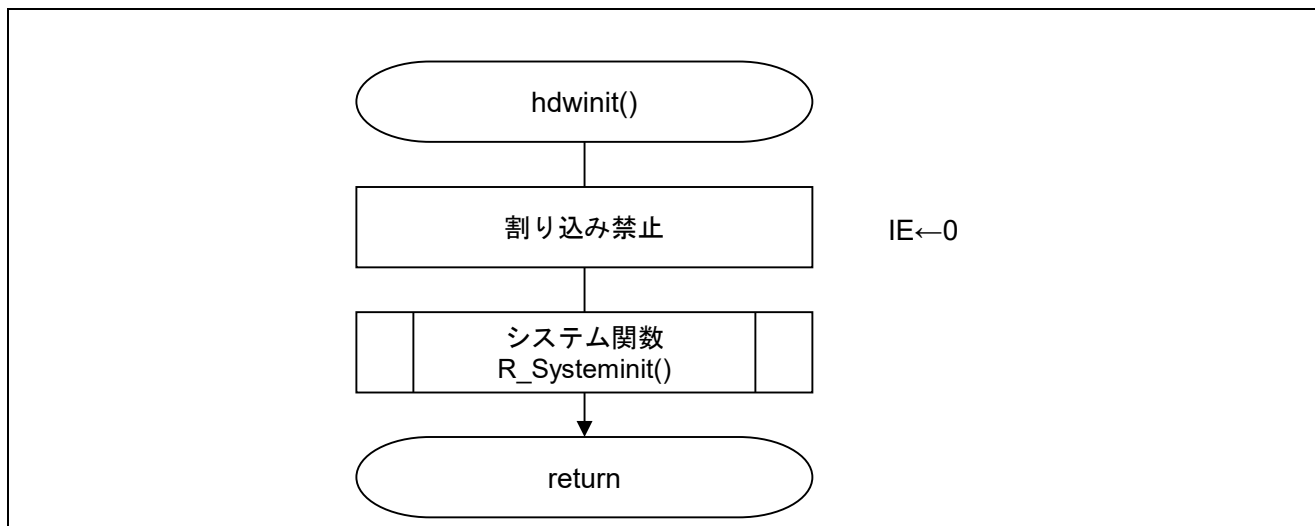 hdwinit()
割り込み禁止
IE←0
システム関数
R_Systeminit()
return